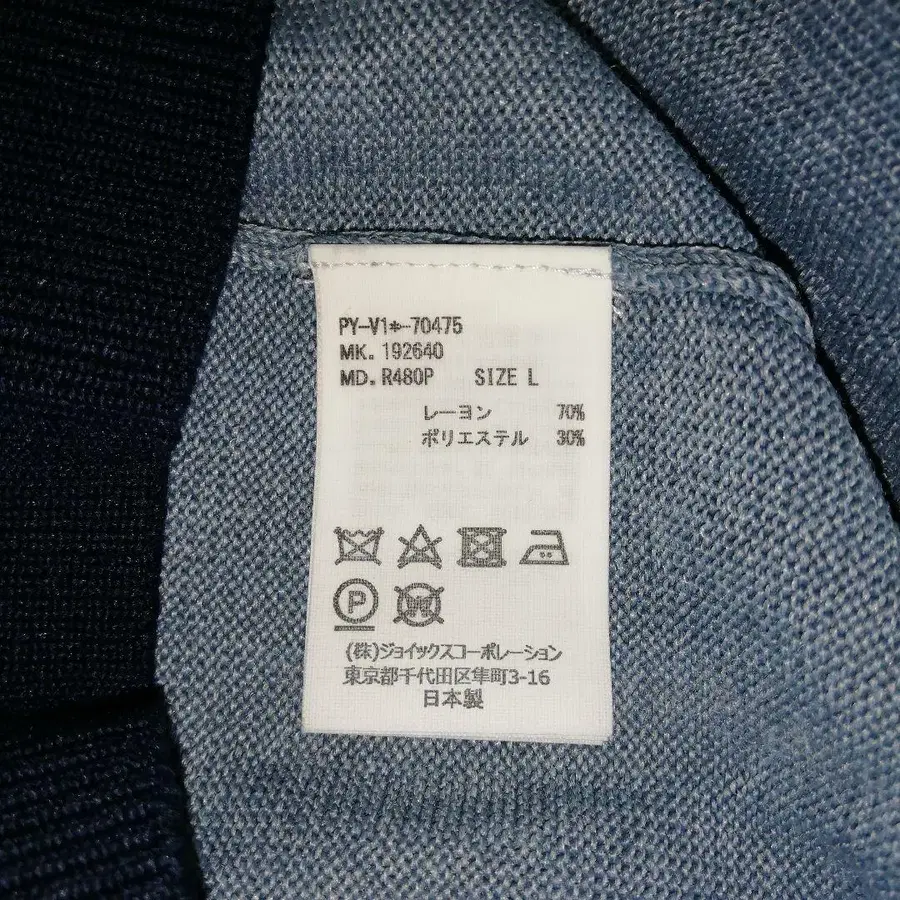 PY-V1*-70475
MK. 192640
MD. R480P SIZE L
レーヨン 70%
ポリエステル 30%
P W
(株)ジョイックスコーポレーション
東京都千代田区隼町3-16
日本製